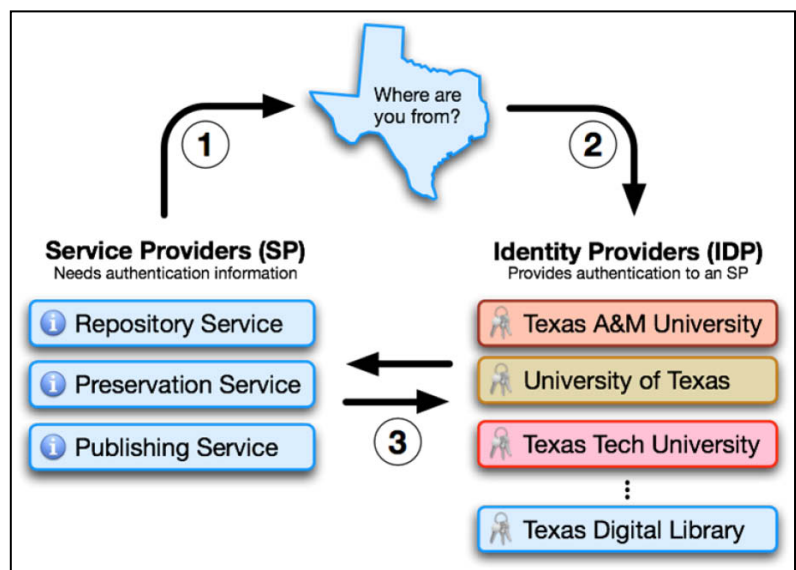 Where are
you from?
1
2
Service Providers (SP)
Needs authentication information
Repository Service
Preservation Service
Publishing Service
Identity Providers (IDP)
Provides authentication to an SP
Texas A&M University
University of Texas
Texas Tech University
Texas Digital Library
3